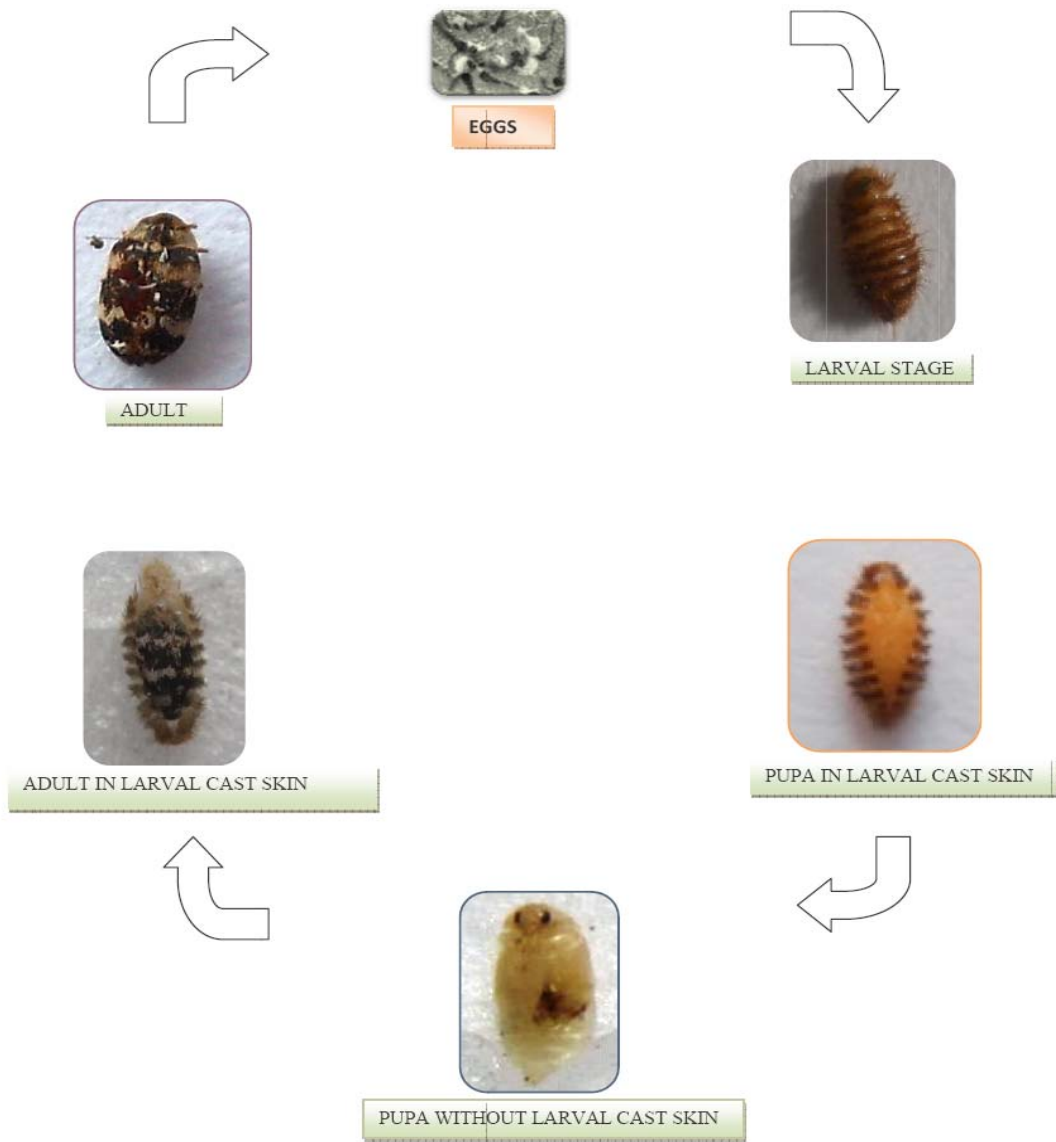 EGGS
LARVAL STAGE
ADULT
PUPA IN LARVAL CAST SKIN
ADULT IN LARVAL CAST SKIN
PUPA WITHOUT LARVAL CAST SKIN